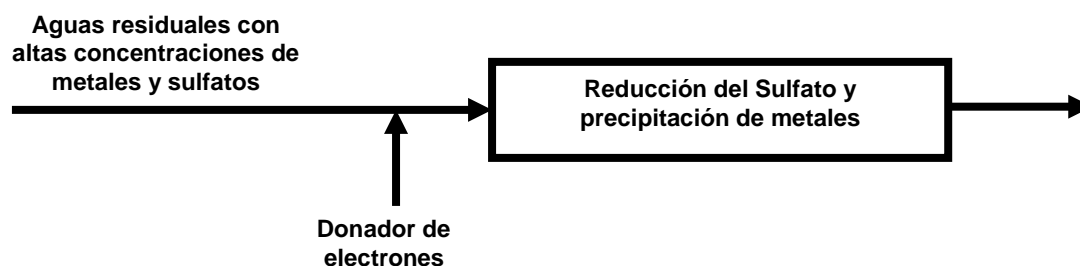 Aguas residuales con
altas concentraciones de
metales y sulfatos
Reducción del Sulfato y
precipitación de metales
Donador de
electrones